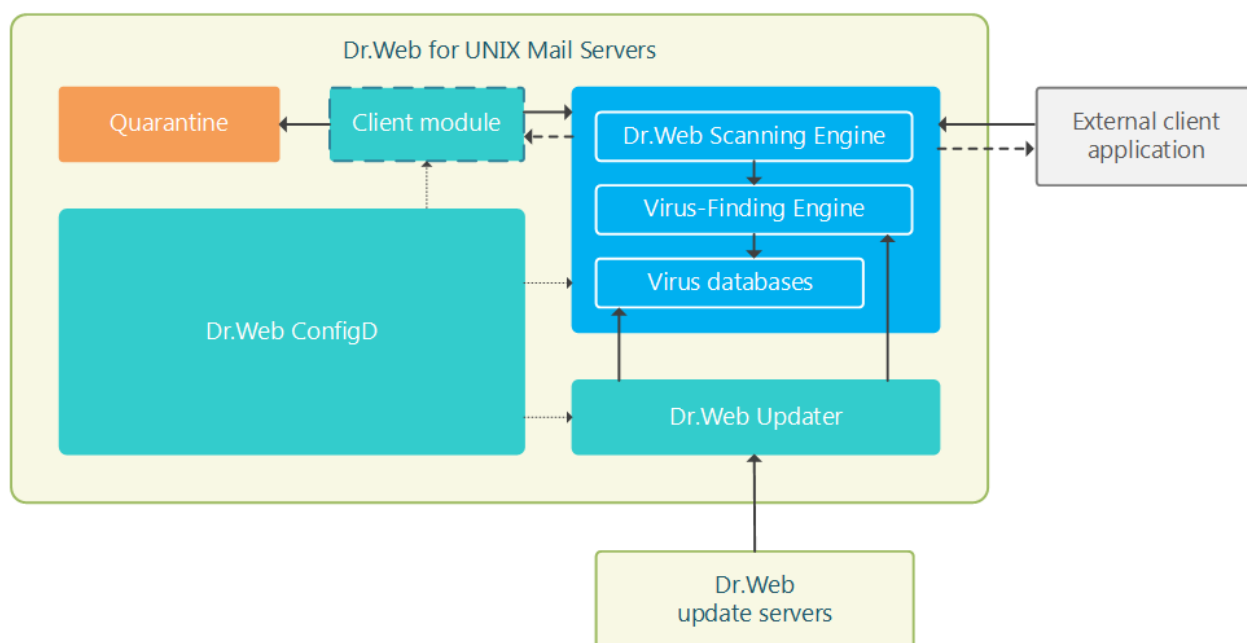 Dr.Web for UNIX Mail Servers
Quarantine
Client module
Dr.Web Scanning Engine
External client
application
Virus-Finding Engine
Virus databases
Dr.Web ConfigD
Dr.Web Updater
Dr.Web
update servers